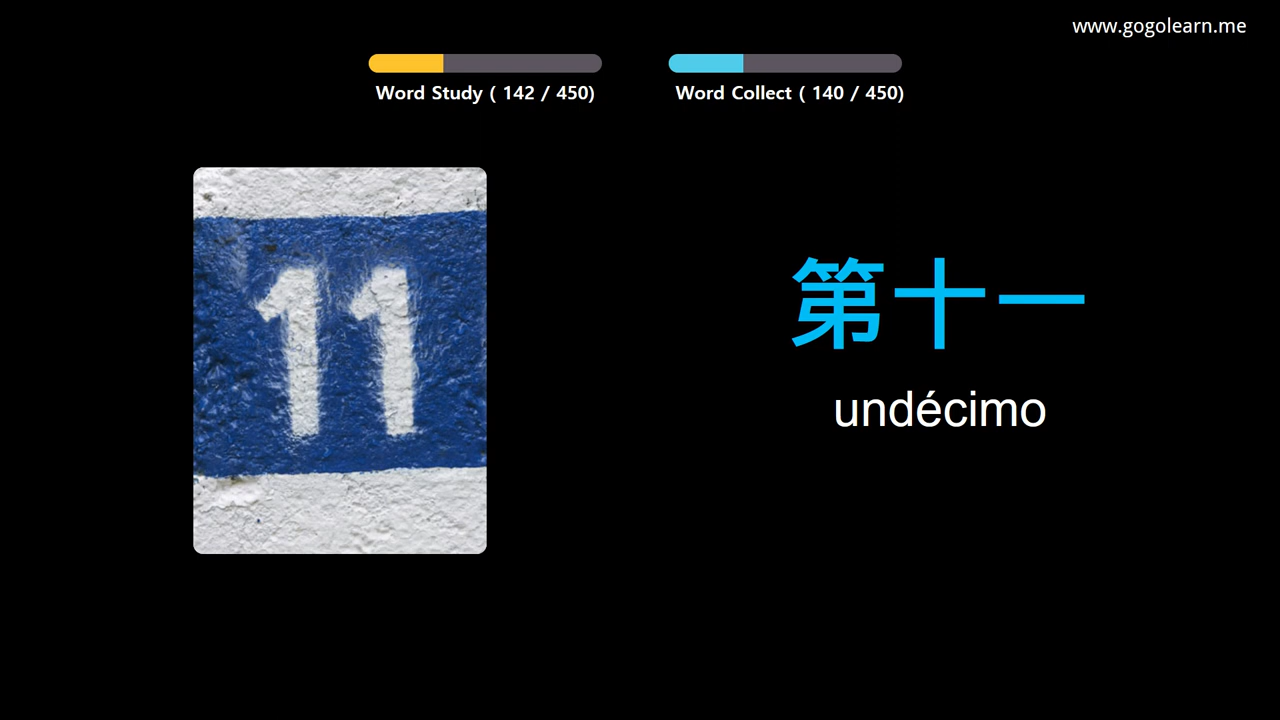 www.gogolearn.me
Word Study ( 142 / 450)
Word Collect ( 140 / 450)
11
第十一
undécimo